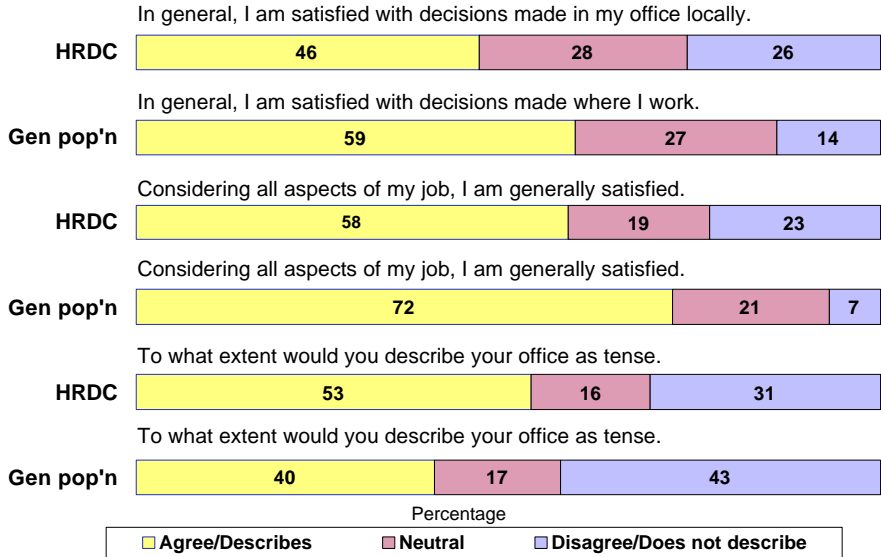 In general, I am satisfied with decisions made in my office locally.
HRDC 46 28 26
In general, I am satisfied with decisions made where I work.
Gen pop'n 59 27 14
Considering all aspects of my job, I am generally satisfied.
HRDC 58 19 23
Considering all aspects of my job, I am generally satisfied.
Gen pop'n 72 21 7
To what extent would you describe your office as tense.
HRDC 53 16 31
To what extent would you describe your office as tense.
Gen pop'n 40 17 43
Percentage
Agree/Describes Neutral Disagree/Does not describe